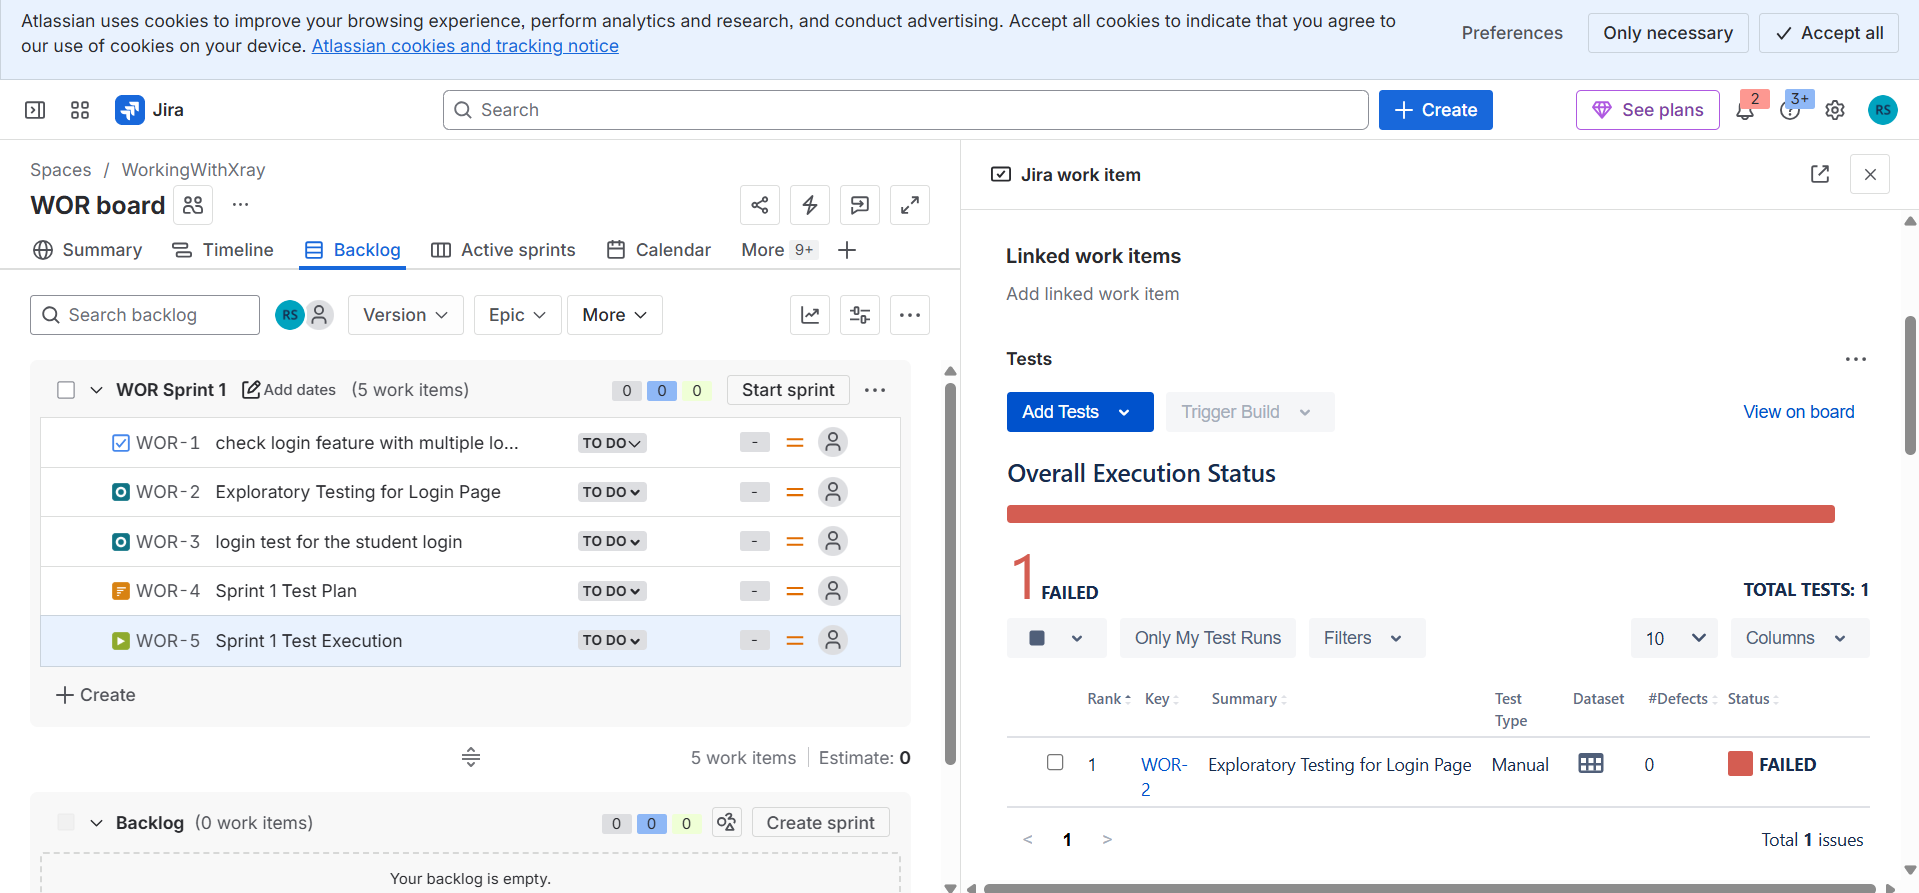 Atlassian uses cookies to improve your browsing experience, perform analytics and research, and conduct advertising. Accept all cookies to indicate that you agree to
our use of cookies on your device. Atlassian cookies and tracking notice
Preferences
Only necessary
Accept all
Jira
Search
Create
See plans
2
3+
RS
Spaces / WorkingWithXray
WOR board
Summary
Timeline
Backlog
Active sprints
Calendar
More 9+
Search backlog
RS
Version
Epic
More
WOR Sprint 1 Add dates (5 work items)
0 0 0
Start sprint
WOR-1 check login feature with multiple lo... TO DO -
WOR-2 Exploratory Testing for Login Page TO DO -
WOR-3 login test for the student login TO DO -
WOR-4 Sprint 1 Test Plan TO DO -
WOR-5 Sprint 1 Test Execution TO DO -
Create
5 work items Estimate: 0
Backlog (0 work items)
0 0 0
Create sprint
Your backlog is empty.
Jira work item
Linked work items
Add linked work item
Tests
Add Tests
Trigger Build
View on board
Overall Execution Status
1 FAILED
TOTAL TESTS: 1
Only My Test Runs
Filters
10
Columns
Rank Key Summary Test Type Dataset #Defects Status
1 WOR-2 Exploratory Testing for Login Page Manual 0 FAILED
< 1 >
Total 1 issues